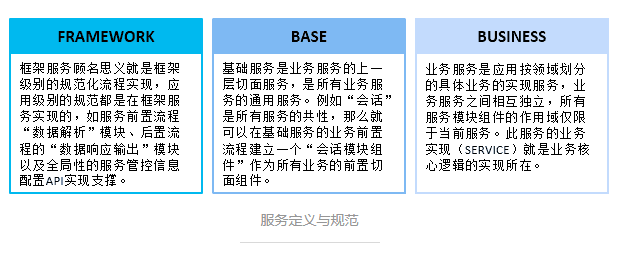 FRAMEWORK
框架服务顾名思义就是框架
级别的规范化流程实现，应
用级别的规范都是在框架服
务实现的，如服务前置流程
“数据解析”模块、后置流
程的“数据响应输出”模块
以及全局性的服务管控信息
配置API实现支撑。
BASE
基础服务是业务服务的上一
层切面服务，是所有业务服
务的通用服务。例如“会话”
是所有服务的共性，那么就
可以在基础服务的业务前置
流程建立一个“会话模块组
件”作为所有业务的前置切
面组件。
BUSINESS
业务服务是应用按领域划分
的具体业务的实现服务，业
务服务之间相互独立，所有
服务模块组件的作用域仅限
于当前服务。此服务的业务
实现（SERVICE）就是业务核
心逻辑的实现所在。
服务定义与规范